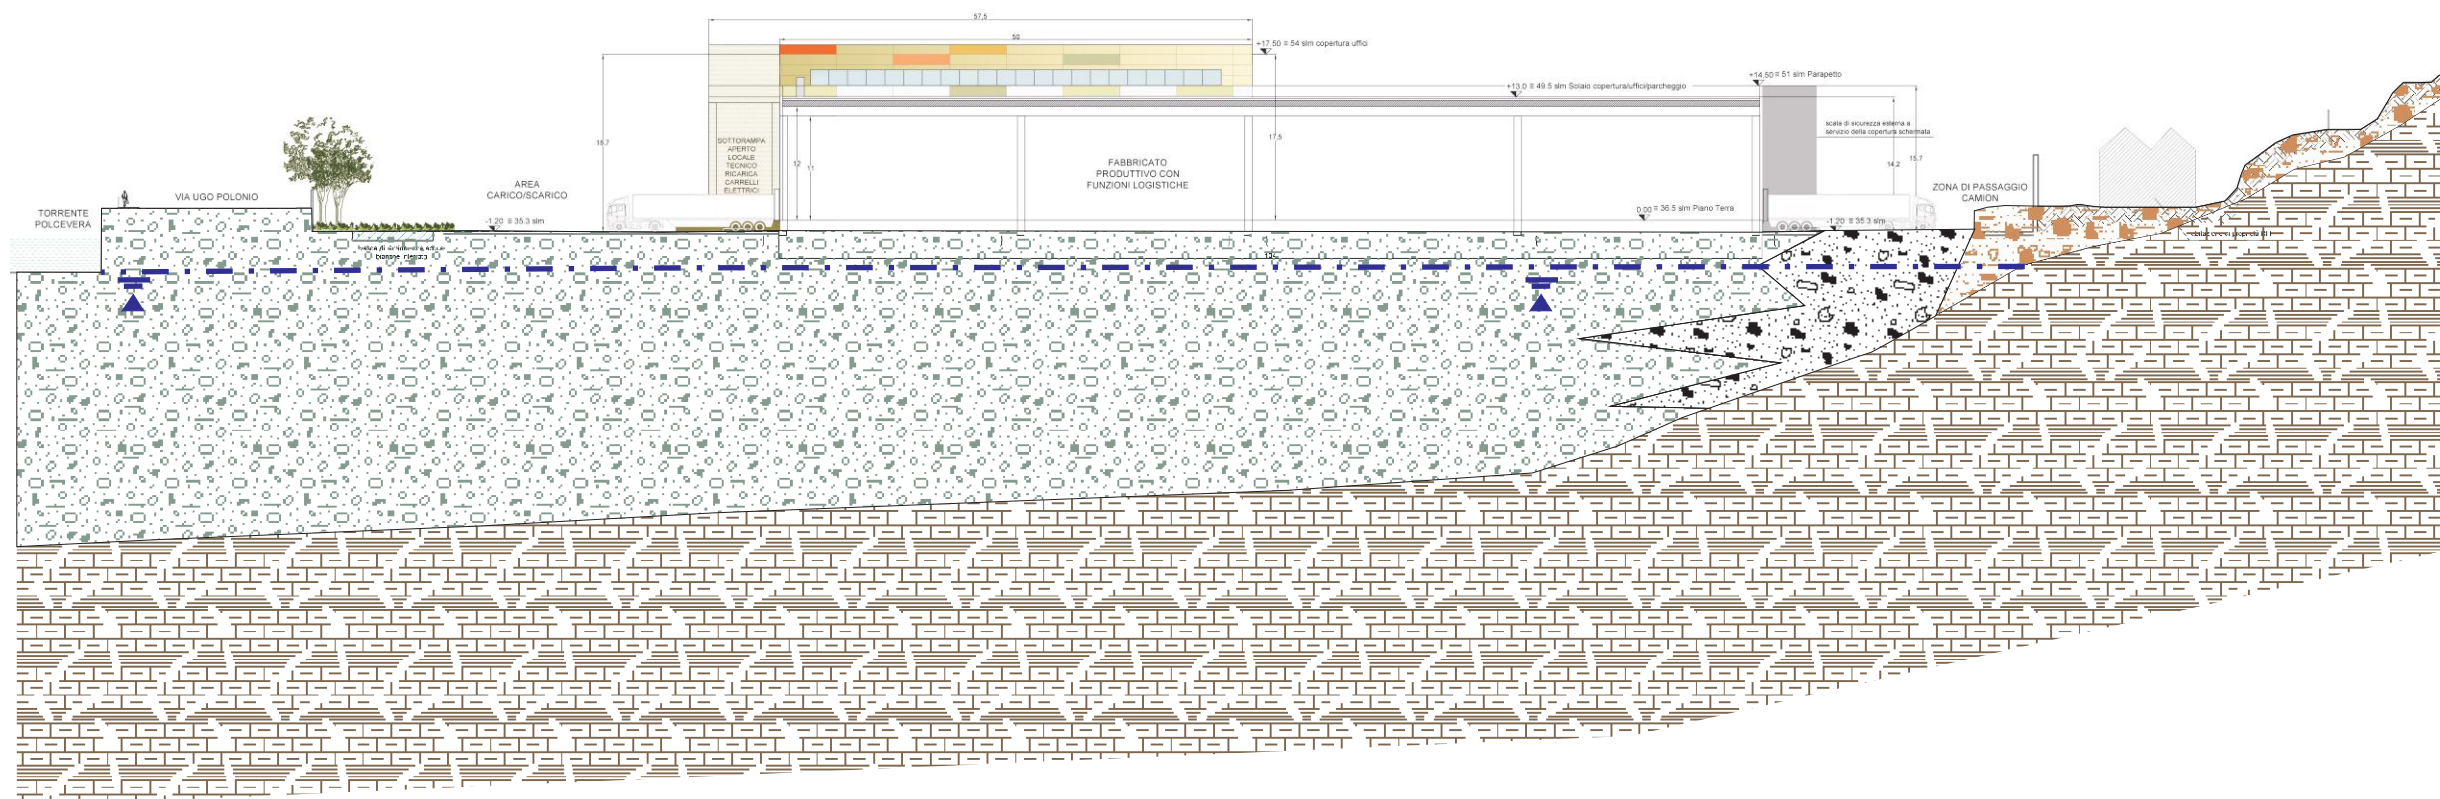 57,5
50
+17.50 = 54 slm copertura uffici
+14.50 = 51 slm Parapetto
+13.0 = 49.5 slm Solaio copertura/uffici/parcheggio
scala di sicurezza esterna a
servizio della copertura schermata
17,5
12
11
14,2
15,7
SOTTORAMPA
APERTO
LOCALE
TECNICO
RICARICA
CARRELLI
ELETTRICI
FABBRICATO
PRODUTTIVO CON
FUNZIONI LOGISTICHE
AREA
CARICO/SCARICO
VIA UGO POLONIO
TORRENTE
POLCEVERA
ZONA DI PASSAGGIO
CAMION
-1.20 = 35.3 slm
0.00 = 36.5 slm Piano Terra
-1.20 = 35.3 slm